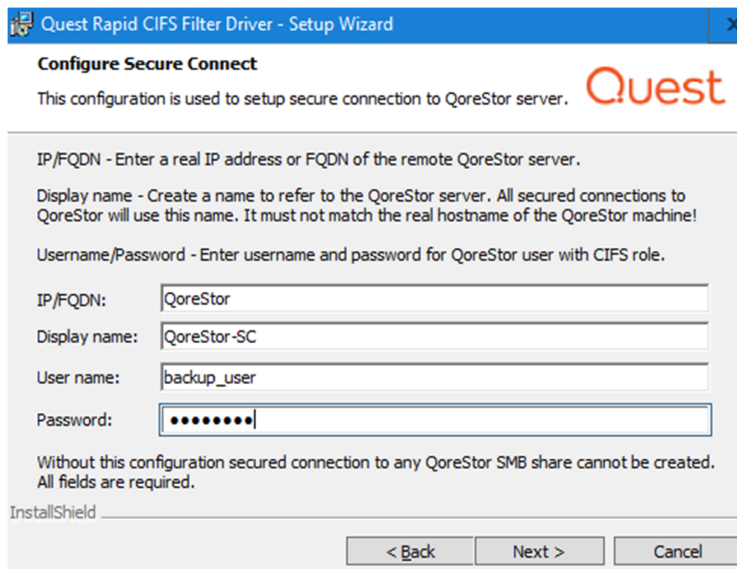 Quest Rapid CIFS Filter Driver - Setup Wizard
Configure Secure Connect
This configuration is used to setup secure connection to QoreStor server.
Quest
IP/FQDN - Enter a real IP address or FQDN of the remote QoreStor server.
Display name - Create a name to refer to the QoreStor server. All secured connections to
QoreStor will use this name. It must not match the real hostname of the QoreStor machine!
Username/Password - Enter username and password for QoreStor user with CIFS role.
IP/FQDN: QoreStor
Display name: QoreStor-SC
User name: backup_user
Password: ●●●●●●●●
Without this configuration secured connection to any QoreStor SMB share cannot be created.
All fields are required.
InstallShield
< Back Next > Cancel